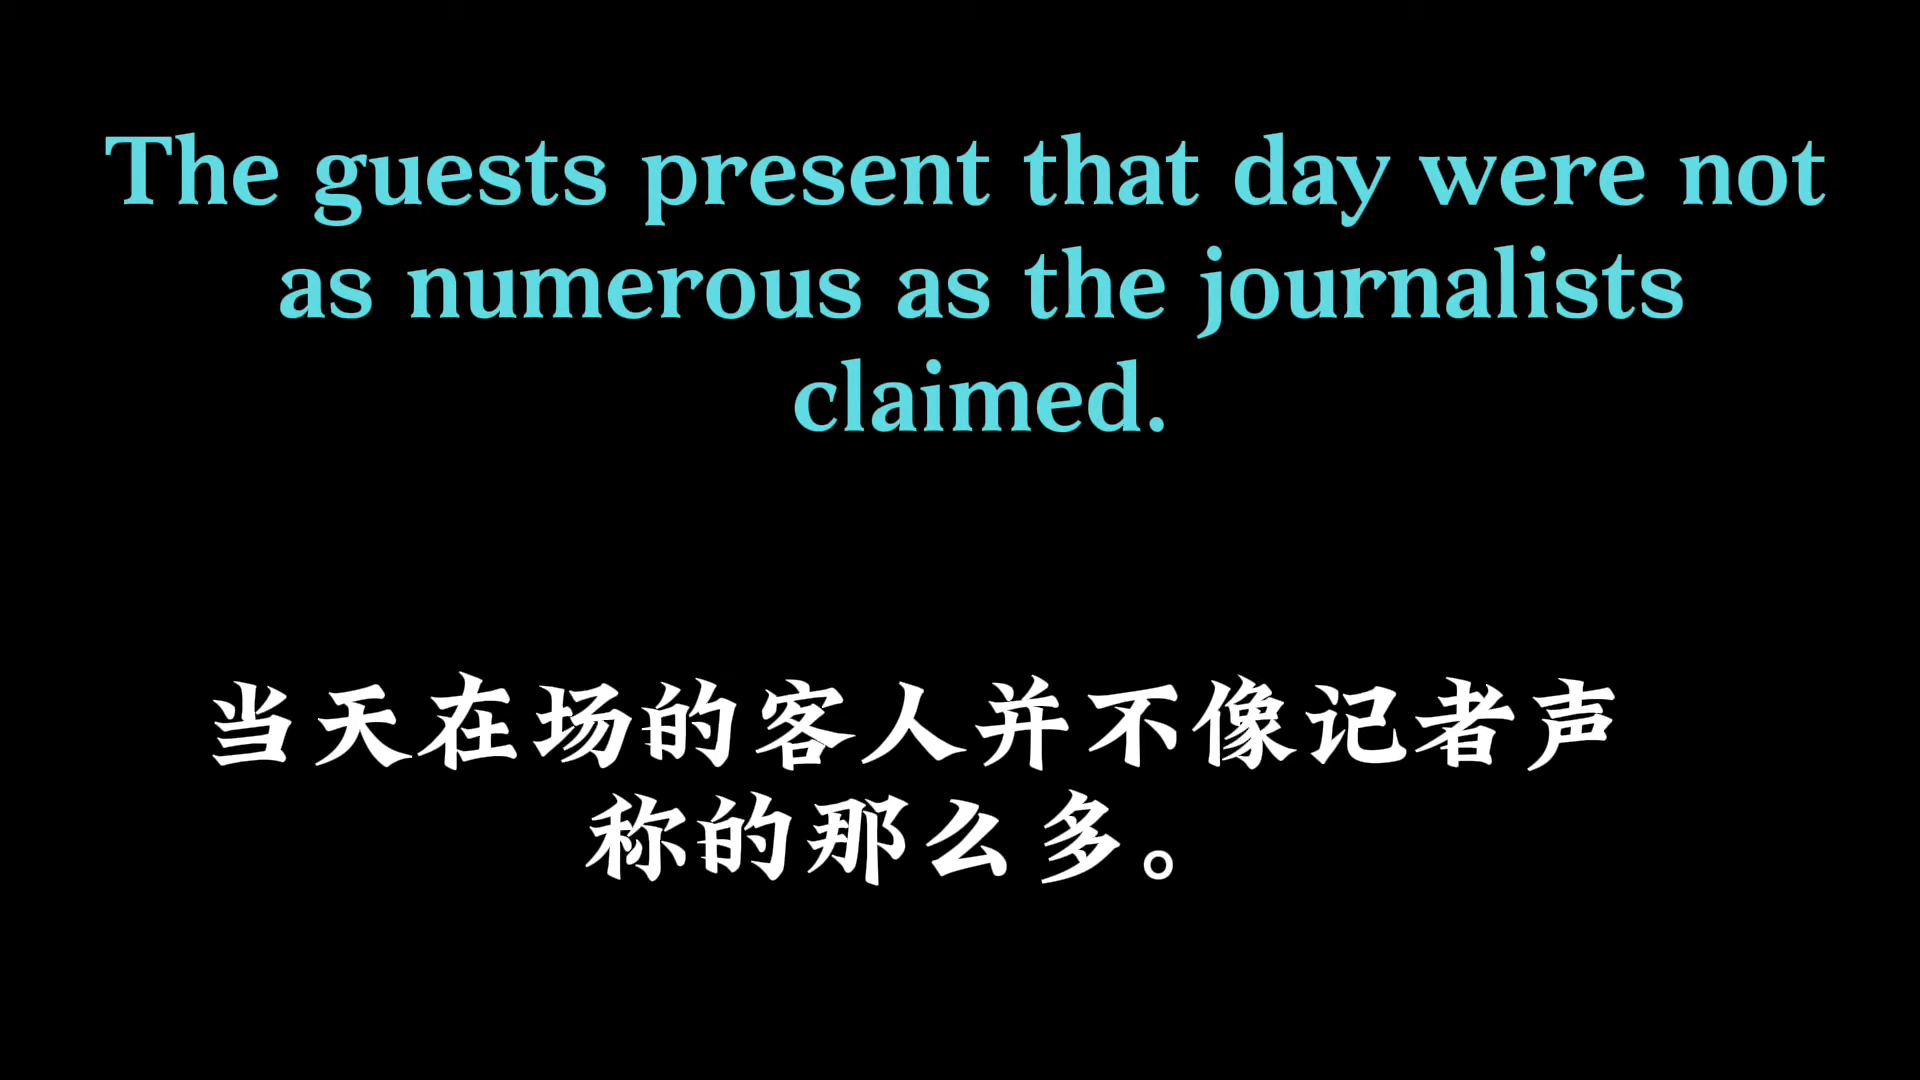 The guests present that day were not
as numerous as the journalists
claimed.
当天在场的客人并不像记者声
称的那么多。